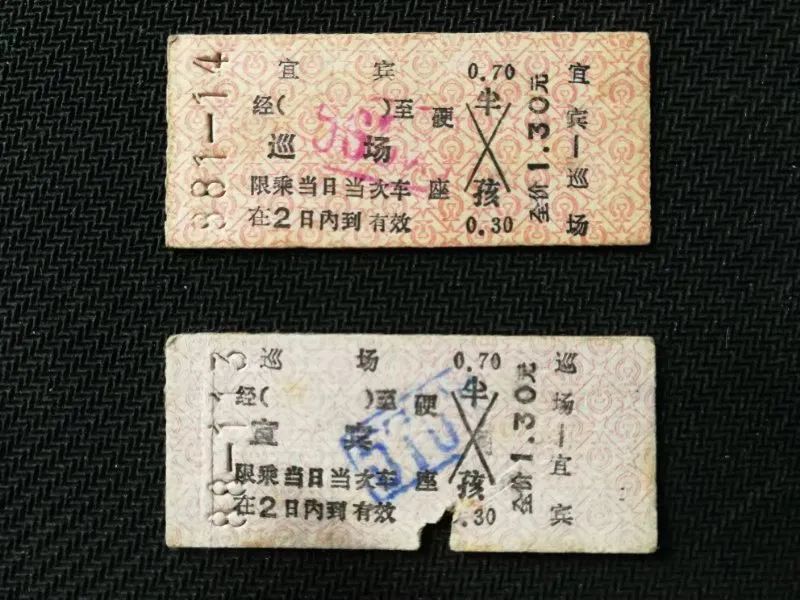 宜 宾
经( )至
巡 场
硬
座
限乘当日当次车
在2日内到有效
0.70
半
孩
0.30
全价1.30元
宜宾—巡场
巡 场
经( )至
宜 宾
硬
座
限乘当日当次车
在2日内到有效
0.70
半
孩
.30
全价1.30元
巡场—宜宾